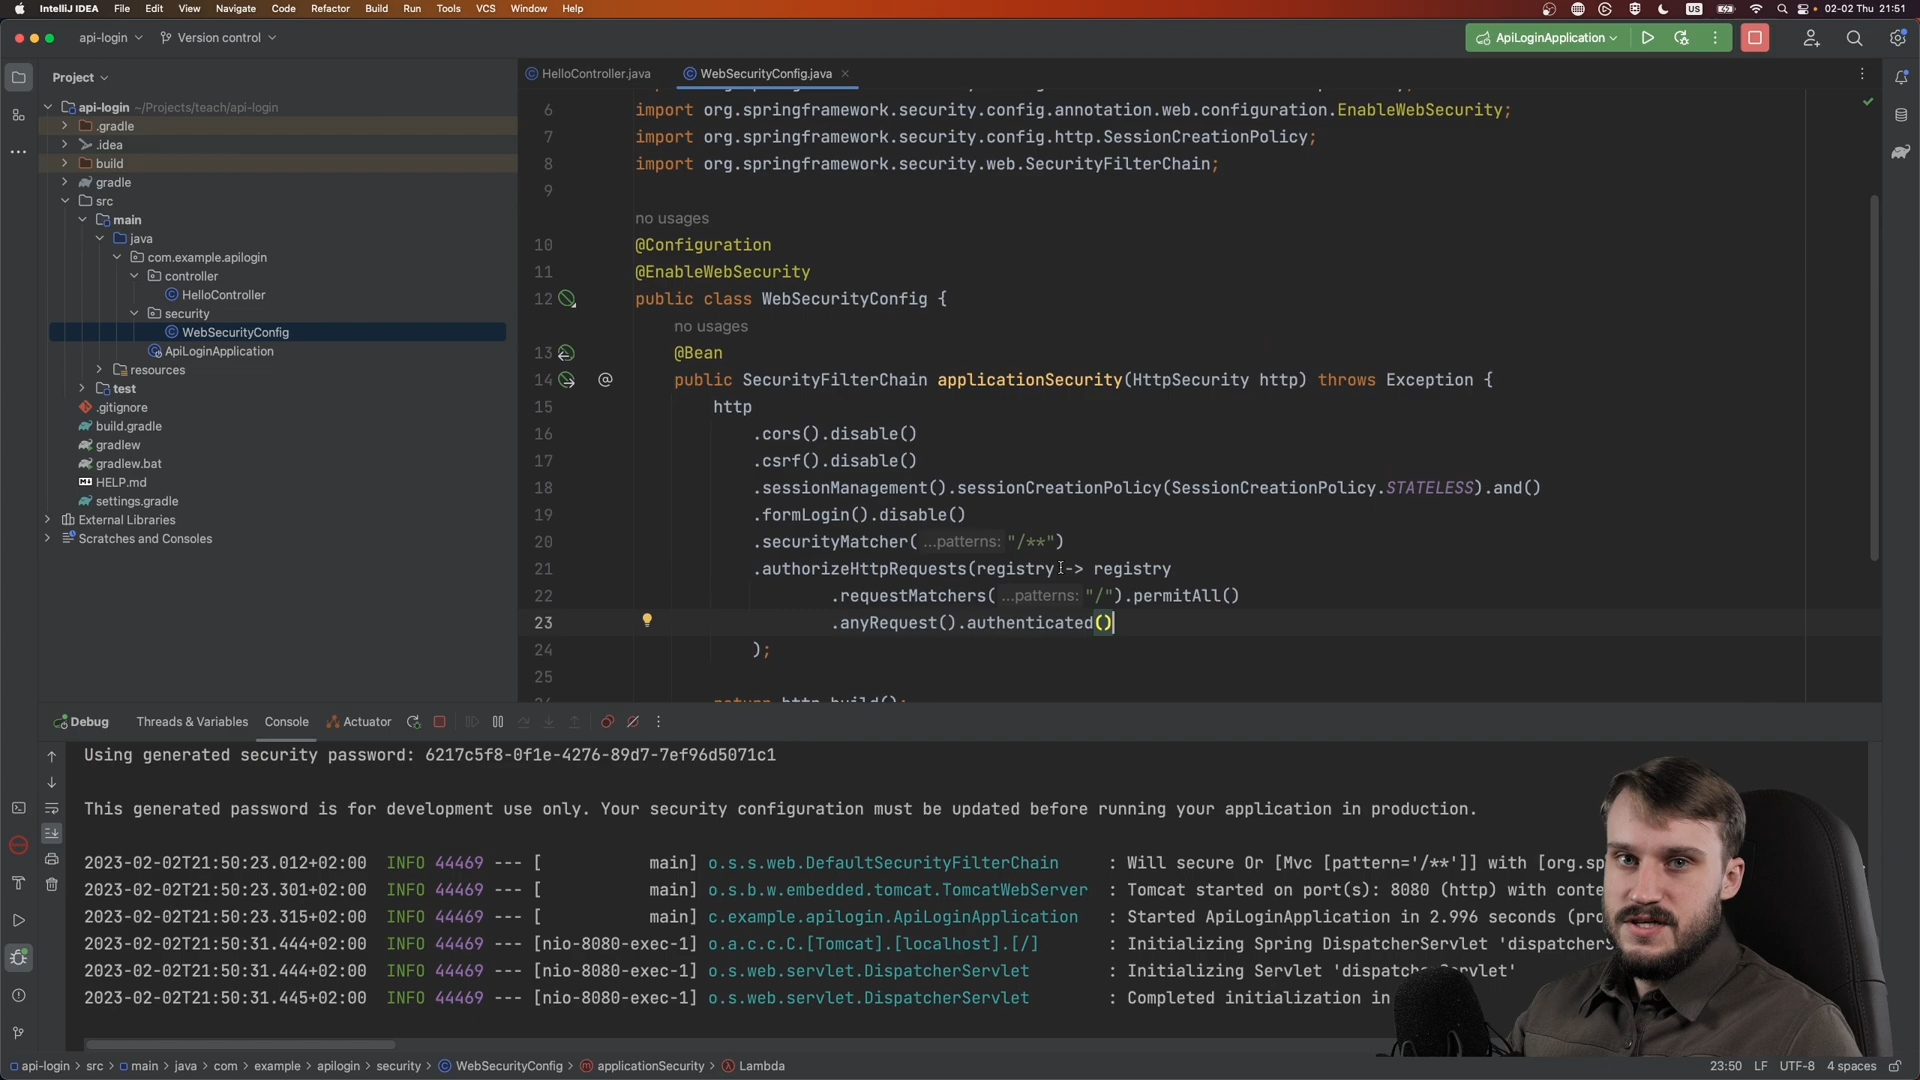 IntelliJ IDEA File Edit View Navigate Code Refactor Build Run Tools VCS Window Help US 02-02 Thu 21:51
api-login Version control ApiLoginApplication
Project
HelloController.java WebSecurityConfig.java
api-login ~/Projects/teach/api-login
.gradle
.idea
build
gradle
src
main
java
com.example.apilogin
controller
HelloController
security
WebSecurityConfig
ApiLoginApplication
resources
test
.gitignore
build.gradle
gradlew
gradlew.bat
HELP.md
settings.gradle
External Libraries
Scratches and Consoles
6 import org.springframework.security.config.annotation.web.configuration.EnableWebSecurity;
7 import org.springframework.security.config.http.SessionCreationPolicy;
8 import org.springframework.security.web.SecurityFilterChain;
9
no usages
10 @Configuration
11 @EnableWebSecurity
12 public class WebSecurityConfig {
no usages
13 @Bean
14 @ public SecurityFilterChain applicationSecurity(HttpSecurity http) throws Exception {
15 http
16 .cors().disable()
17 .csrf().disable()
18 .sessionManagement().sessionCreationPolicy(SessionCreationPolicy.STATELESS).and()
19 .formLogin().disable()
20 .securityMatcher( ...patterns: "/**")
21 .authorizeHttpRequests(registry -> registry
22 .requestMatchers( ...patterns: "/").permitAll()
23 .anyRequest().authenticated()
24 );
25
return http.build();
Debug Threads & Variables Console Actuator
Using generated security password: 6217c5f8-0f1e-4276-89d7-7ef96d5071c1
This generated password is for development use only. Your security configuration must be updated before running your application in production.
2023-02-02T21:50:23.012+02:00 INFO 44469 --- [ main] o.s.s.web.DefaultSecurityFilterChain : Will secure Or [Mvc [pattern='/**']] with [org.sp
2023-02-02T21:50:23.301+02:00 INFO 44469 --- [ main] o.s.b.w.embedded.tomcat.TomcatWebServer : Tomcat started on port(s): 8080 (http) with conte
2023-02-02T21:50:23.315+02:00 INFO 44469 --- [ main] c.example.apilogin.ApiLoginApplication : Started ApiLoginApplication in 2.996 seconds (pro
2023-02-02T21:50:31.444+02:00 INFO 44469 --- [nio-8080-exec-1] o.a.c.c.C.[Tomcat].[localhost].[/] : Initializing Spring DispatcherServlet 'dispatcherS
2023-02-02T21:50:31.444+02:00 INFO 44469 --- [nio-8080-exec-1] o.s.web.servlet.DispatcherServlet : Initializing Servlet 'dispatcherServlet'
2023-02-02T21:50:31.445+02:00 INFO 44469 --- [nio-8080-exec-1] o.s.web.servlet.DispatcherServlet : Completed initialization in
api-login › src › main › java › com › example › apilogin › security › WebSecurityConfig › applicationSecurity › Lambda 23:50 LF UTF-8 4 spaces